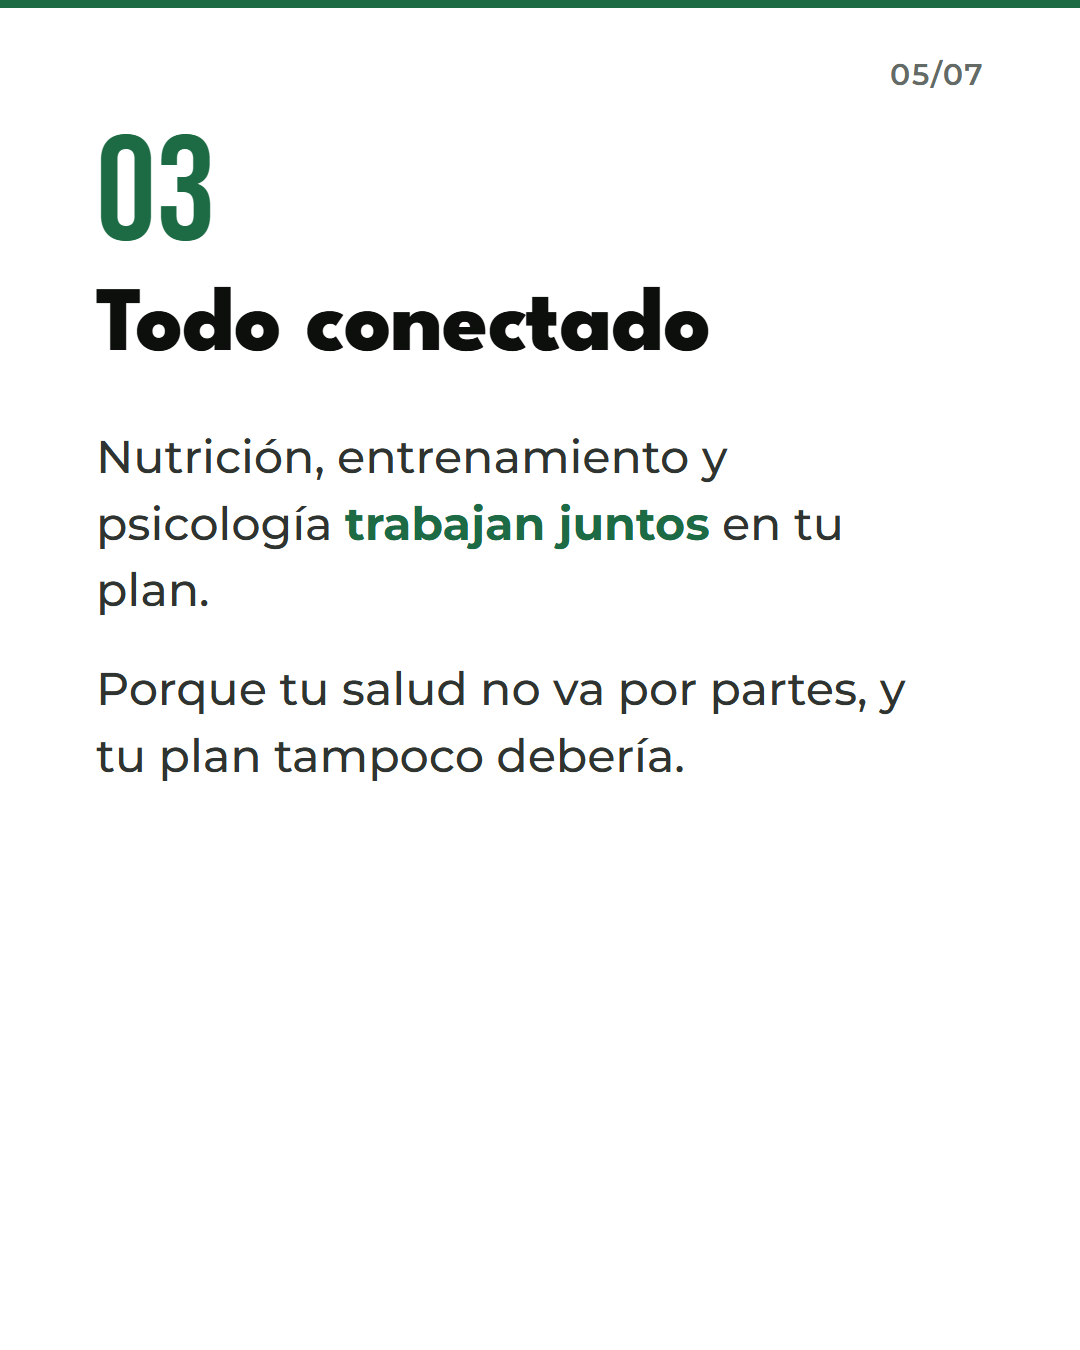 05/07
03
Todo conectado
Nutrición, entrenamiento y
psicología trabajan juntos en tu
plan.
Porque tu salud no va por partes, y
tu plan tampoco debería.